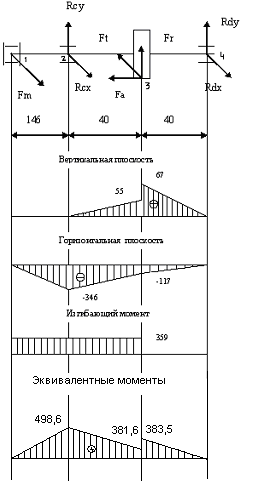 Rcy
Rdy
Ft
Fr
1
2
3
4
Fm
Rcx
Fa
Rdx
146
40
40
Вертикальная плоскость
55
67
Горизонтальная плоскость
-346
-117
Изгибающий момент
359
Эквивалентные моменты
498,6
381,6
383,5